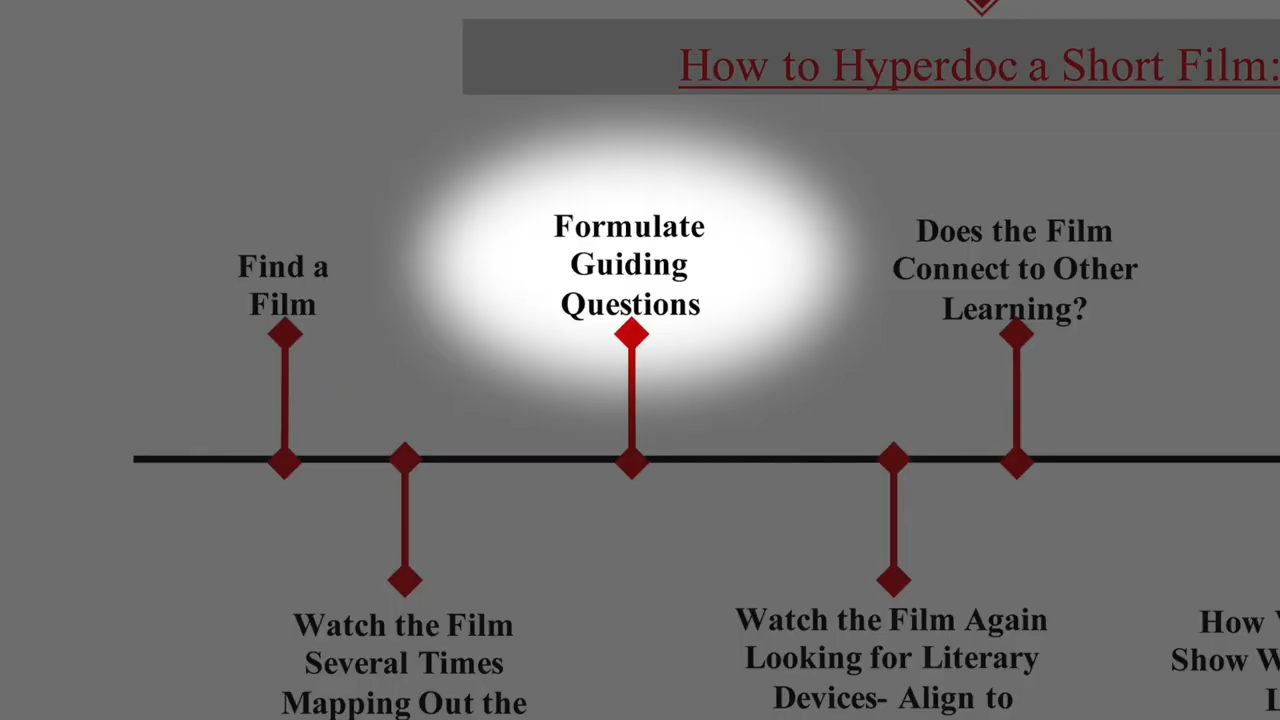 How to Hyperdoc a Short Film:
Find a
Film
Formulate
Guiding
Questions
Does the Film
Connect to Other
Learning?
Watch the Film
Several Times
Mapping Out the
Watch the Film Again
Looking for Literary
Devices- Align to
How
Show